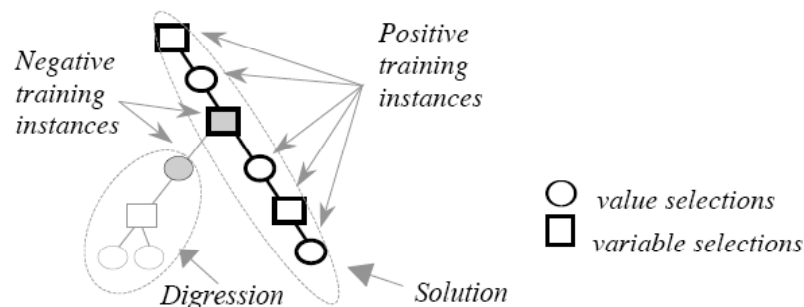 Negative
training
instances
Positive
training
instances
value selections
variable selections
Digression
Solution